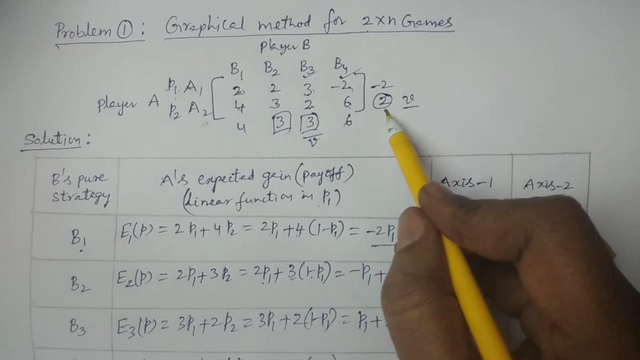 Problem ①: Graphical method for 2×n Games
Player B
B₁ B₂ B₃ B₄
Player A P₁ A₁ 2 2 3 -2 -2
P₂ A₂ 4 3 2 6 2 v
4 3 3 6
v
Solution:
B's pure strategy
A's expected gain (payoff) (linear function in P₁)
Axis-1
Axis-2
B₁ E₁(P) = 2P₁ + 4P₂ = 2P₁ + 4(1-P₁) = -2P₁
B₂ E₂(P) = 2P₁ + 3P₂ = 2P₁ + 3(1-P₁) = -P₁ +
B₃ E₃(P) = 3P₁ + 2P₂ = 3P₁ + 2(1-P₁) = P₁ +